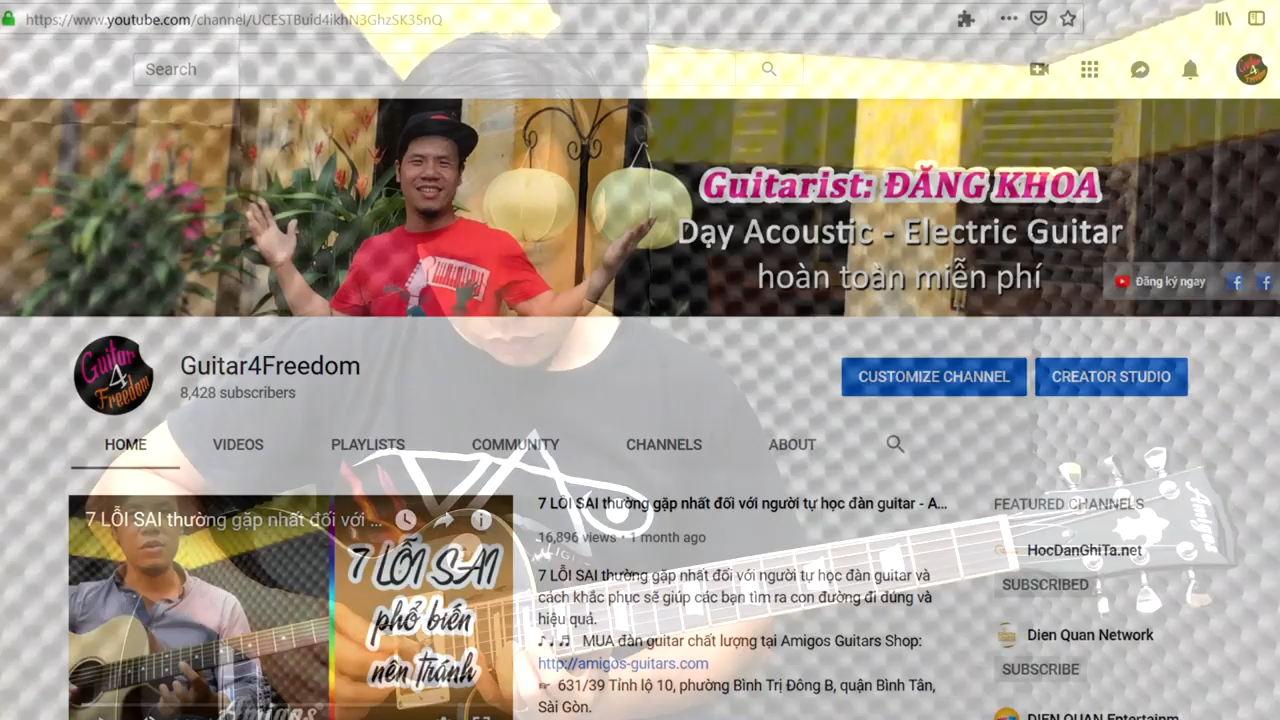 https://www.youtube.com/channel/UCESTBuid4ikhN3GhzSK35nQ
Search
Guitarist: ĐĂNG KHOA
Dạy Acoustic - Electric Guitar
hoàn toàn miễn phí
Đăng ký ngay
Guitar
4
Freedom
Guitar4Freedom
8,428 subscribers
CUSTOMIZE CHANNEL
CREATOR STUDIO
HOME
VIDEOS
PLAYLISTS
COMMUNITY
CHANNELS
ABOUT
7 LỖI SAI thường gặp nhất đối với ...
7 LỖI SAI
phổ biến
nên tránh
Amigos
7 LỖI SAI thường gặp nhất đối với người tự học đàn guitar - A...
16,896 views · 1 month ago
7 LỖI SAI thường gặp nhất đối với người tự học đàn guitar và
cách khắc phục sẽ giúp các bạn tìm ra con đường đi đúng và
hiệu quả.
♪♩♬ MUA đàn guitar chất lượng tại Amigos Guitars Shop:
http://amigos-guitars.com
☛ 631/39 Tỉnh lộ 10, phường Bình Trị Đông B, quận Bình Tân,
Sài Gòn.
FEATURED CHANNELS
HocDanGhiTa.net
SUBSCRIBED
Dien Quan Network
SUBSCRIBE
DIEN QUAN Entertainm
Amigos